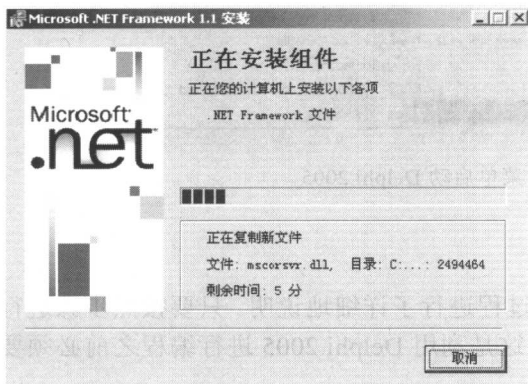 Microsoft .NET Framework 1.1 安装
正在安装组件
正在您的计算机上安装以下各项
.NET Framework 文件
Microsoft
.net
正在复制新文件
文件: mscorsvr.dll, 目录: C:...: 2494464
剩余时间: 5 分
取消